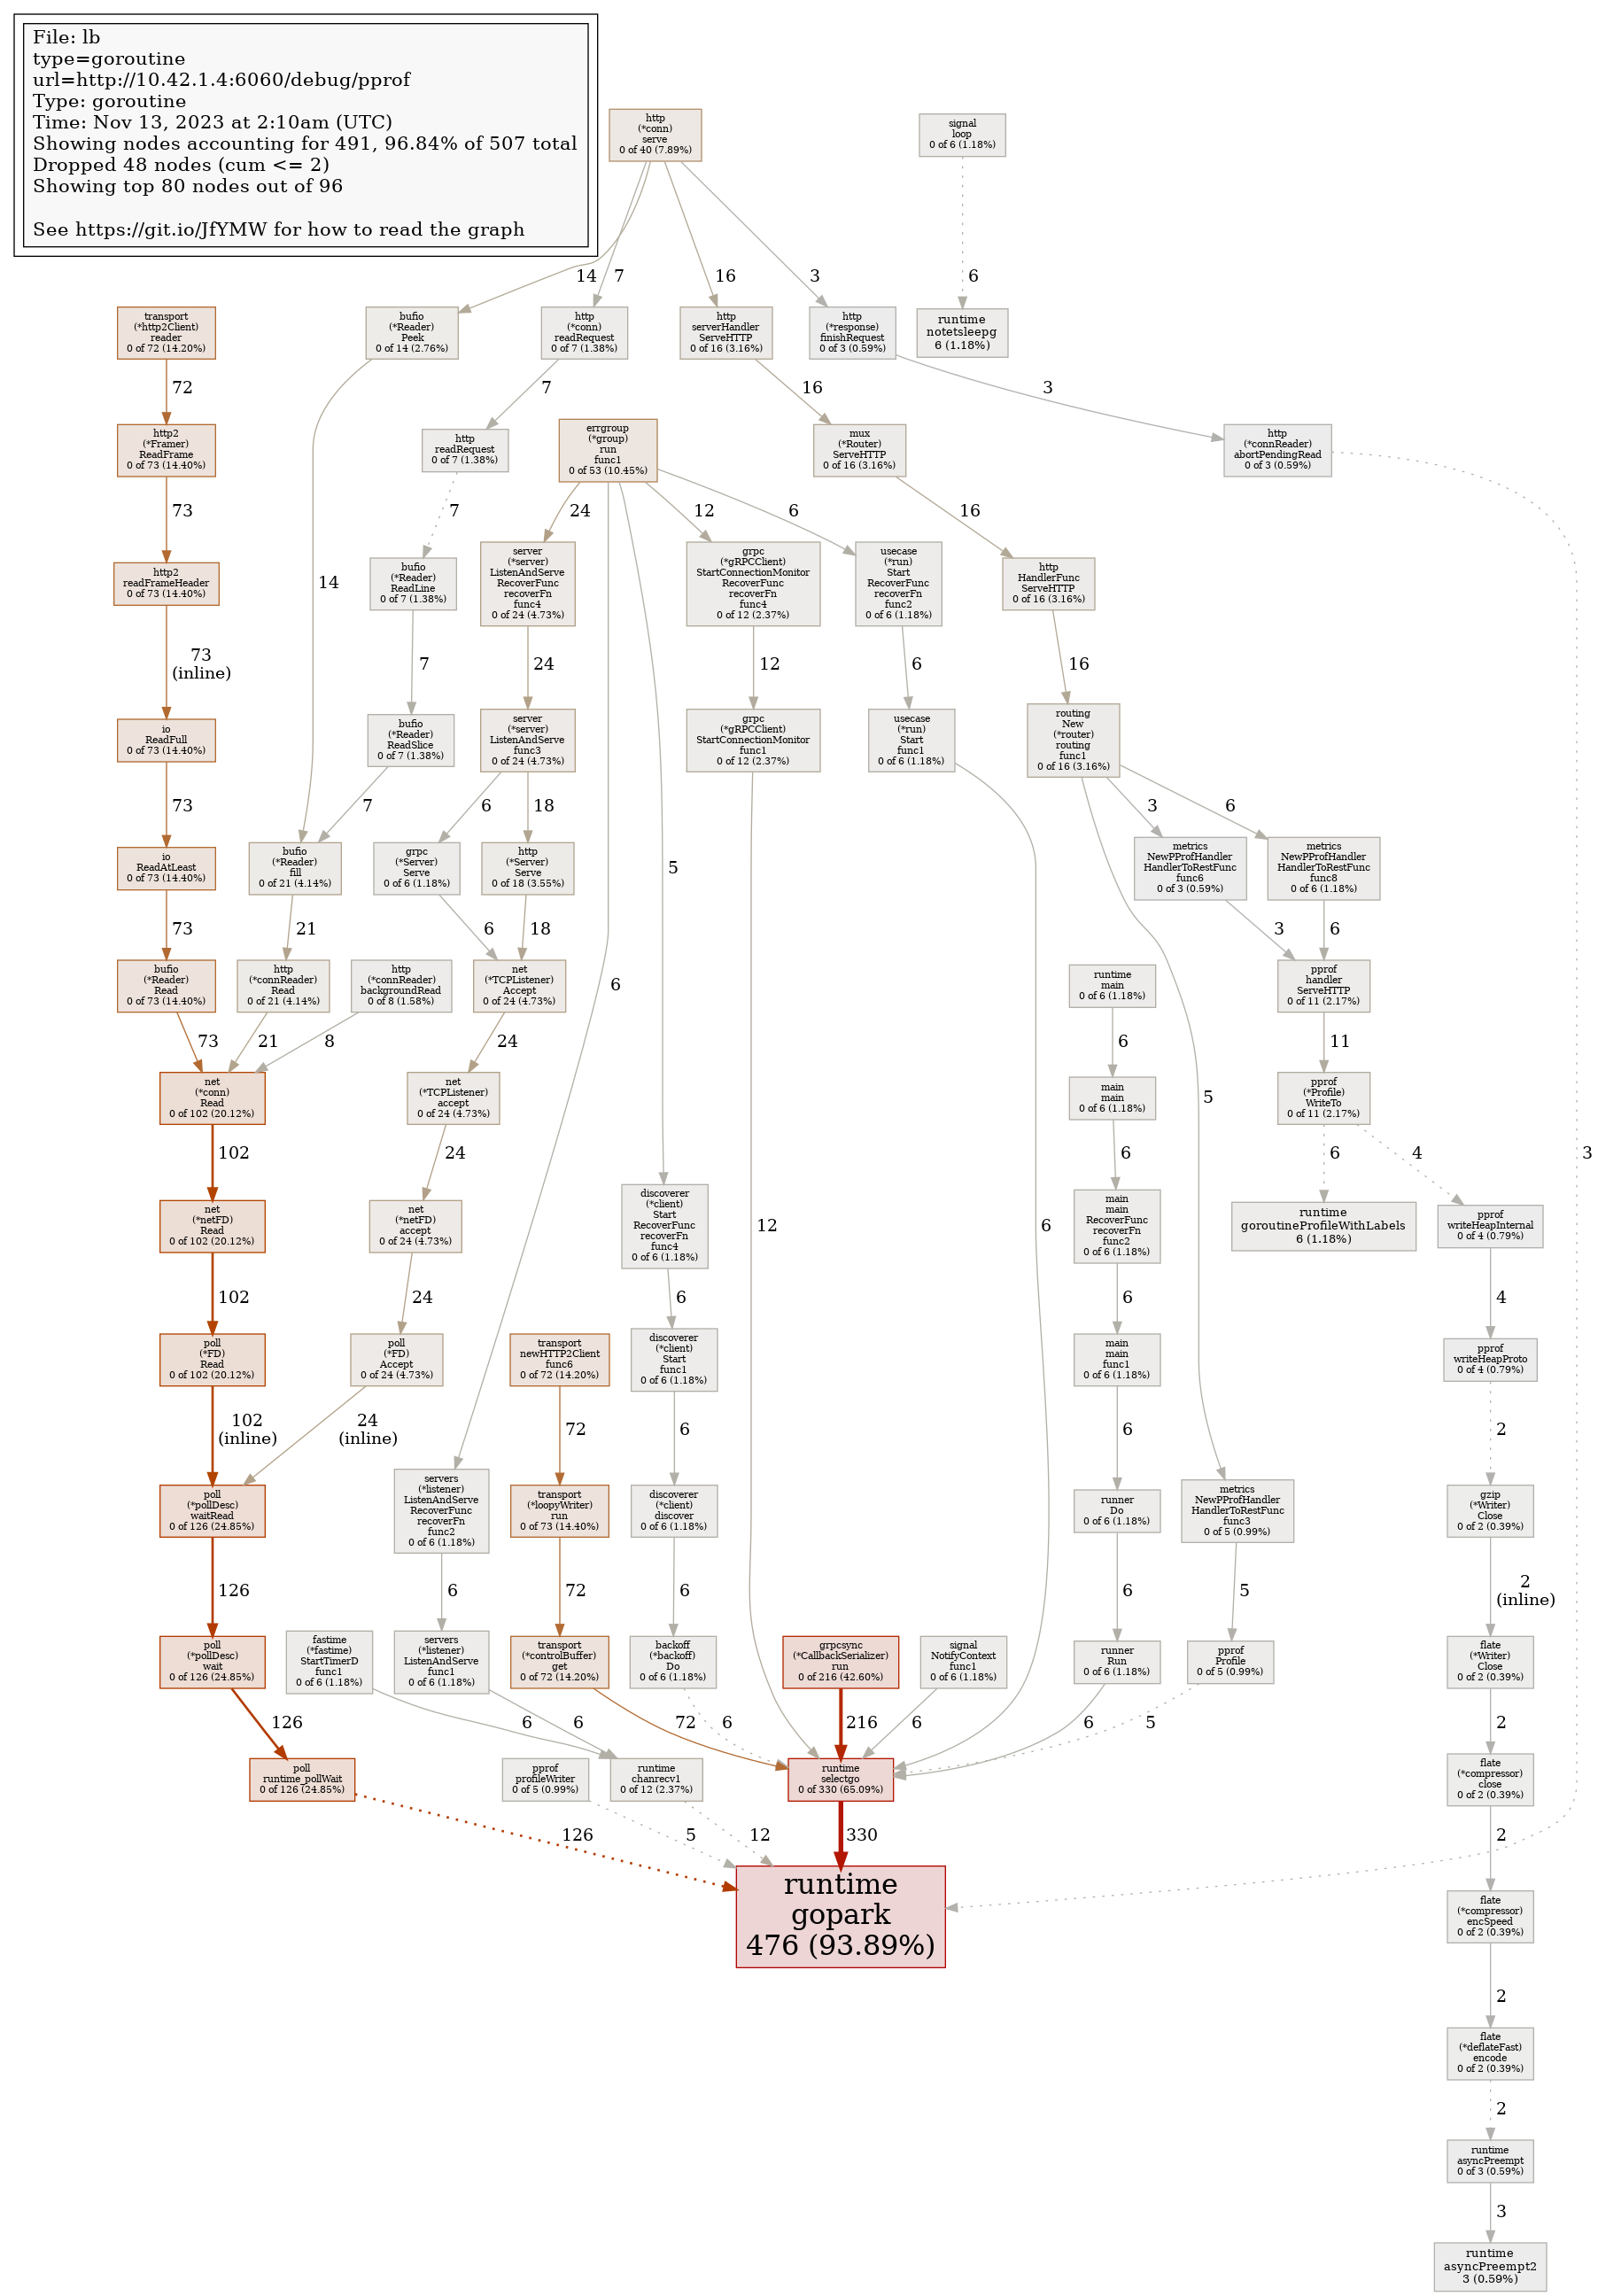 File: lb
type=goroutine
url=http://10.42.1.4:6060/debug/pprof
Type: goroutine
Time: Nov 13, 2023 at 2:10am (UTC)
Showing nodes accounting for 491, 96.84% of 507 total
Dropped 48 nodes (cum <= 2)
Showing top 80 nodes out of 96
See https://git.io/JfYMW for how to read the graph
http
(*conn)
serve
0 of 40 (7.89%)
signal
loop
0 of 6 (1.18%)
14
7
16
3
6
transport
(*http2Client)
reader
0 of 72 (14.20%)
bufio
(*Reader)
Peek
0 of 14 (2.76%)
http
(*conn)
readRequest
0 of 7 (1.38%)
http
serverHandler
ServeHTTP
0 of 16 (3.16%)
http
(*response)
finishRequest
0 of 3 (0.59%)
runtime
notetsleepg
6 (1.18%)
72
7
16
3
http2
(*Framer)
ReadFrame
0 of 73 (14.40%)
http
readRequest
0 of 7 (1.38%)
errgroup
(*group)
run
func1
0 of 53 (10.45%)
mux
(*Router)
ServeHTTP
0 of 16 (3.16%)
http
(*connReader)
abortPendingRead
0 of 3 (0.59%)
73
7
24
12
6
16
http2
readFrameHeader
0 of 73 (14.40%)
14
bufio
(*Reader)
ReadLine
0 of 7 (1.38%)
server
(*server)
ListenAndServe
RecoverFunc
recoverFn
func4
0 of 24 (4.73%)
grpc
(*gRPCClient)
StartConnectionMonitor
RecoverFunc
recoverFn
func4
0 of 12 (2.37%)
usecase
(*run)
Start
RecoverFunc
recoverFn
func2
0 of 6 (1.18%)
http
HandlerFunc
ServeHTTP
0 of 16 (3.16%)
73
(inline)
7
24
12
6
16
io
ReadFull
0 of 73 (14.40%)
bufio
(*Reader)
ReadSlice
0 of 7 (1.38%)
server
(*server)
ListenAndServe
func3
0 of 24 (4.73%)
grpc
(*gRPCClient)
StartConnectionMonitor
func1
0 of 12 (2.37%)
usecase
(*run)
Start
func1
0 of 6 (1.18%)
routing
New
(*router)
routing
func1
0 of 16 (3.16%)
73
7
6
18
3
6
io
ReadAtLeast
0 of 73 (14.40%)
bufio
(*Reader)
fill
0 of 21 (4.14%)
grpc
(*Server)
Serve
0 of 6 (1.18%)
http
(*Server)
Serve
0 of 18 (3.55%)
5
metrics
NewPProfHandler
HandlerToRestFunc
func6
0 of 3 (0.59%)
metrics
NewPProfHandler
HandlerToRestFunc
func8
0 of 6 (1.18%)
73
21
6
18
3
6
bufio
(*Reader)
Read
0 of 73 (14.40%)
http
(*connReader)
Read
0 of 21 (4.14%)
http
(*connReader)
backgroundRead
0 of 8 (1.58%)
net
(*TCPListener)
Accept
0 of 24 (4.73%)
6
runtime
main
0 of 6 (1.18%)
pprof
handler
ServeHTTP
0 of 11 (2.17%)
73
21
8
24
6
11
net
(*conn)
Read
0 of 102 (20.12%)
net
(*TCPListener)
accept
0 of 24 (4.73%)
main
main
0 of 6 (1.18%)
5
pprof
(*Profile)
WriteTo
0 of 11 (2.17%)
102
24
6
6
4
3
net
(*netFD)
Read
0 of 102 (20.12%)
net
(*netFD)
accept
0 of 24 (4.73%)
discoverer
(*client)
Start
RecoverFunc
recoverFn
func4
0 of 6 (1.18%)
12
6
main
main
RecoverFunc
recoverFn
func2
0 of 6 (1.18%)
runtime
goroutineProfileWithLabels
6 (1.18%)
pprof
writeHeapInternal
0 of 4 (0.79%)
102
24
6
6
4
poll
(*FD)
Read
0 of 102 (20.12%)
poll
(*FD)
Accept
0 of 24 (4.73%)
transport
newHTTP2Client
func6
0 of 72 (14.20%)
discoverer
(*client)
Start
func1
0 of 6 (1.18%)
main
main
func1
0 of 6 (1.18%)
pprof
writeHeapProto
0 of 4 (0.79%)
102
(inline)
24
(inline)
72
6
6
2
poll
(*pollDesc)
waitRead
0 of 126 (24.85%)
servers
(*listener)
ListenAndServe
RecoverFunc
recoverFn
func2
0 of 6 (1.18%)
transport
(*loopyWriter)
run
0 of 73 (14.40%)
discoverer
(*client)
discover
0 of 6 (1.18%)
runner
Do
0 of 6 (1.18%)
metrics
NewPProfHandler
HandlerToRestFunc
func3
0 of 5 (0.99%)
gzip
(*Writer)
Close
0 of 2 (0.39%)
126
6
72
6
6
5
2
(inline)
poll
(*pollDesc)
wait
0 of 126 (24.85%)
fastime
(*fastime)
StartTimerD
func1
0 of 6 (1.18%)
servers
(*listener)
ListenAndServe
func1
0 of 6 (1.18%)
transport
(*controlBuffer)
get
0 of 72 (14.20%)
backoff
(*backoff)
Do
0 of 6 (1.18%)
grpcsync
(*CallbackSerializer)
run
0 of 216 (42.60%)
signal
NotifyContext
func1
0 of 6 (1.18%)
runner
Run
0 of 6 (1.18%)
pprof
Profile
0 of 5 (0.99%)
flate
(*Writer)
Close
0 of 2 (0.39%)
126
6
6
72
6
216
6
6
5
2
poll
runtime_pollWait
0 of 126 (24.85%)
pprof
profileWriter
0 of 5 (0.99%)
runtime
chanrecv1
0 of 12 (2.37%)
runtime
selectgo
0 of 330 (65.09%)
flate
(*compressor)
close
0 of 2 (0.39%)
126
5
12
330
2
runtime
gopark
476 (93.89%)
flate
(*compressor)
encSpeed
0 of 2 (0.39%)
2
flate
(*deflateFast)
encode
0 of 2 (0.39%)
2
runtime
asyncPreempt
0 of 3 (0.59%)
3
runtime
asyncPreempt2
3 (0.59%)